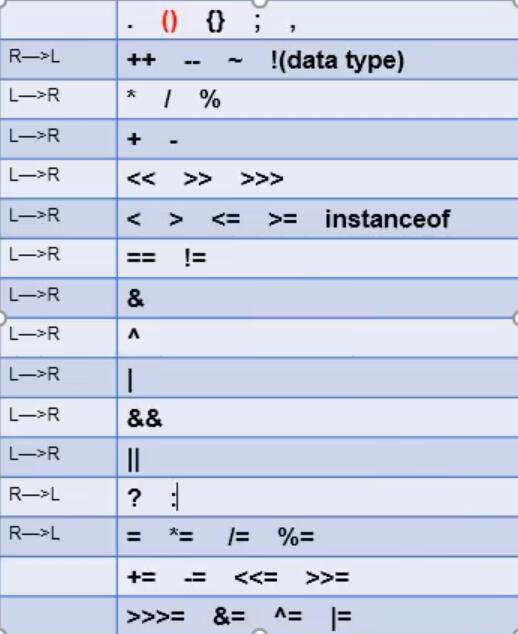 . () {} ; ,
R—>L ++ -- ~ !(data type)
L—>R * / %
L—>R + -
L—>R << >> >>>
L—>R < > <= >= instanceof
L—>R == !=
L—>R &
L—>R ^
L—>R |
L—>R &&
L—>R ||
R—>L ? :
R—>L = *= /= %=
+= -= <<= >>=
>>>= &= ^= |=